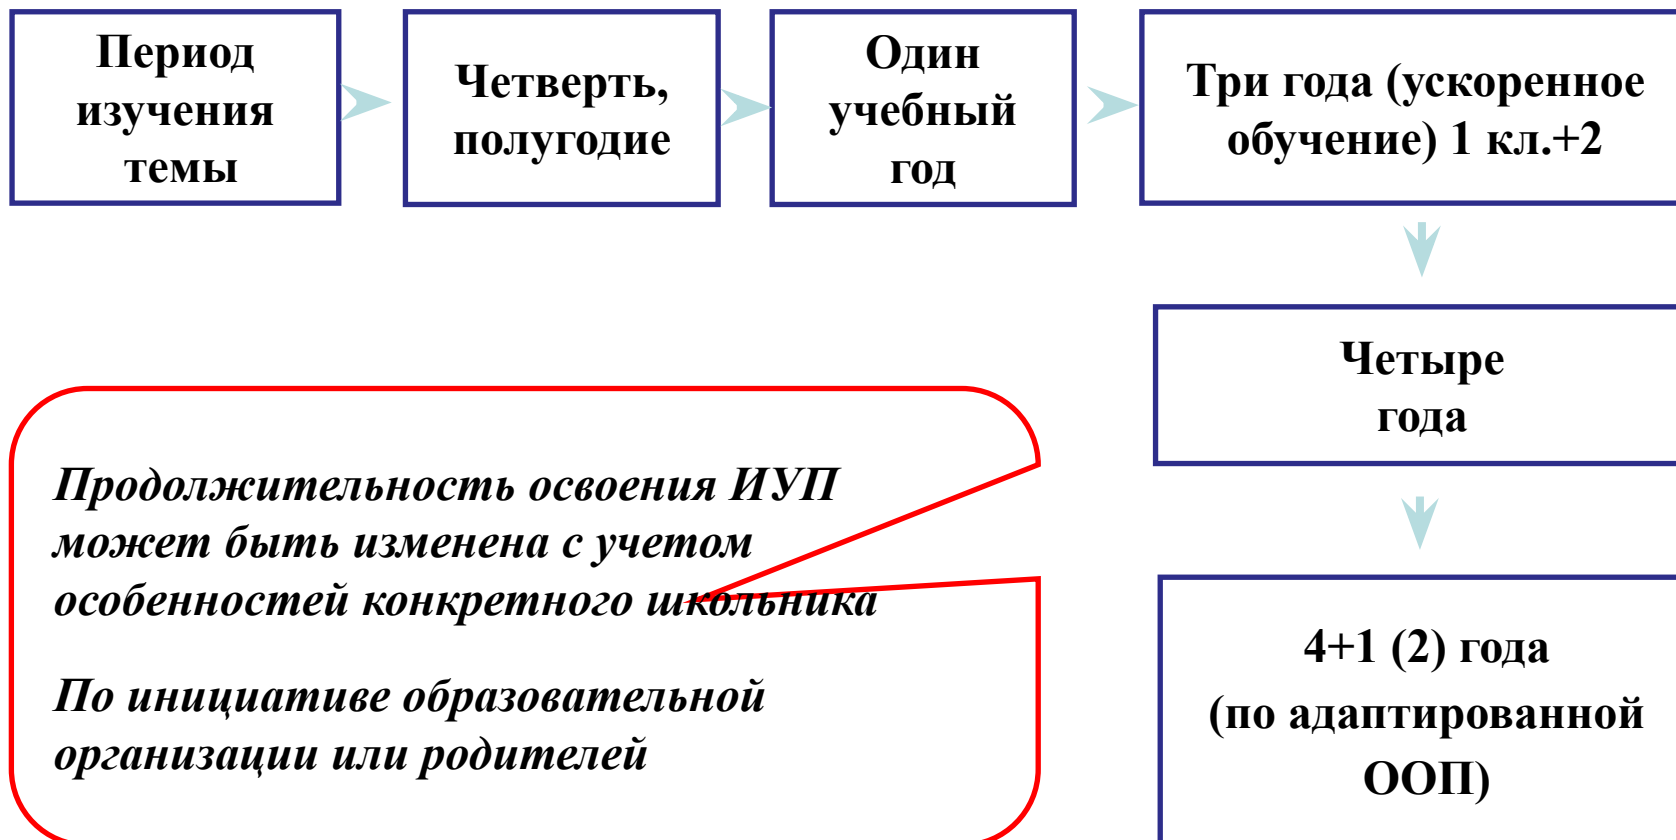 Период
изучения
темы
Четверть,
полугодие
Один
учебный
год
Три года (ускоренное
обучение) 1 кл.+2
Четыре
года
Продолжительность освоения ИУП
может быть изменена с учетом
особенностей конкретного школьника
По инициативе образовательной
организации или родителей
4+1 (2) года
(по адаптированной
ООП)